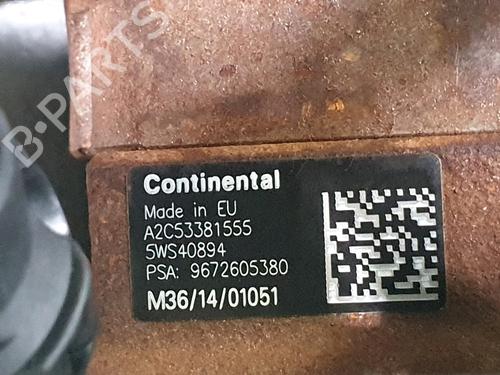 B-PARTS
Continental
Made in EU
A2C53381555
5WS40894
PSA: 9672605380
M36/14/01051